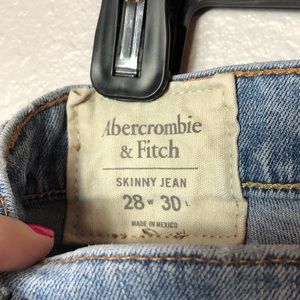 Abercrombie
& Fitch
SKINNY JEAN
28 W 30 L
MADE IN MEXICO